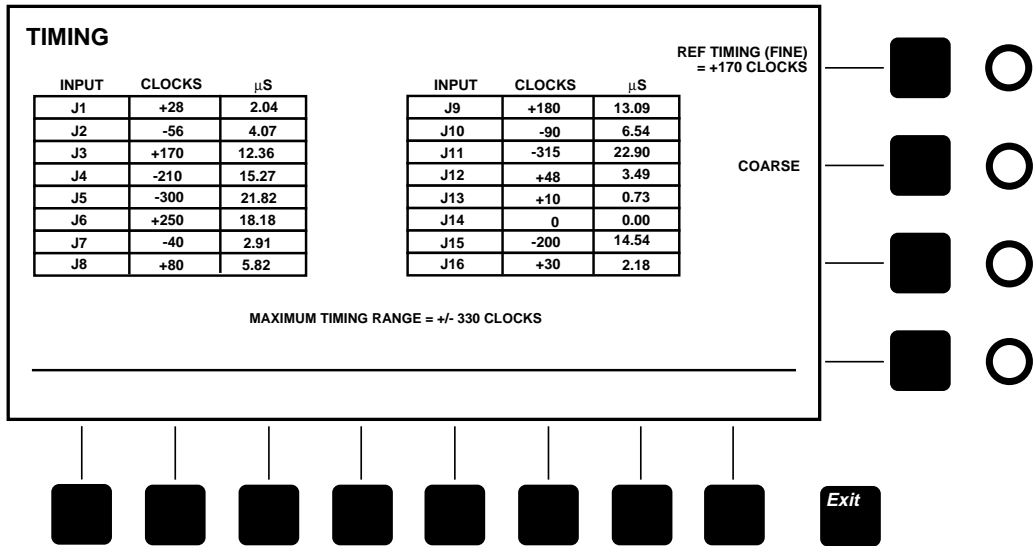 TIMING
REF TIMING (FINE)
= +170 CLOCKS
COARSE
INPUT CLOCKS μS
J1 +28 2.04
J2 -56 4.07
J3 +170 12.36
J4 -210 15.27
J5 -300 21.82
J6 +250 18.18
J7 -40 2.91
J8 +80 5.82
INPUT CLOCKS μS
J9 +180 13.09
J10 -90 6.54
J11 -315 22.90
J12 +48 3.49
J13 +10 0.73
J14 0 0.00
J15 -200 14.54
J16 +30 2.18
MAXIMUM TIMING RANGE = +/- 330 CLOCKS
Exit